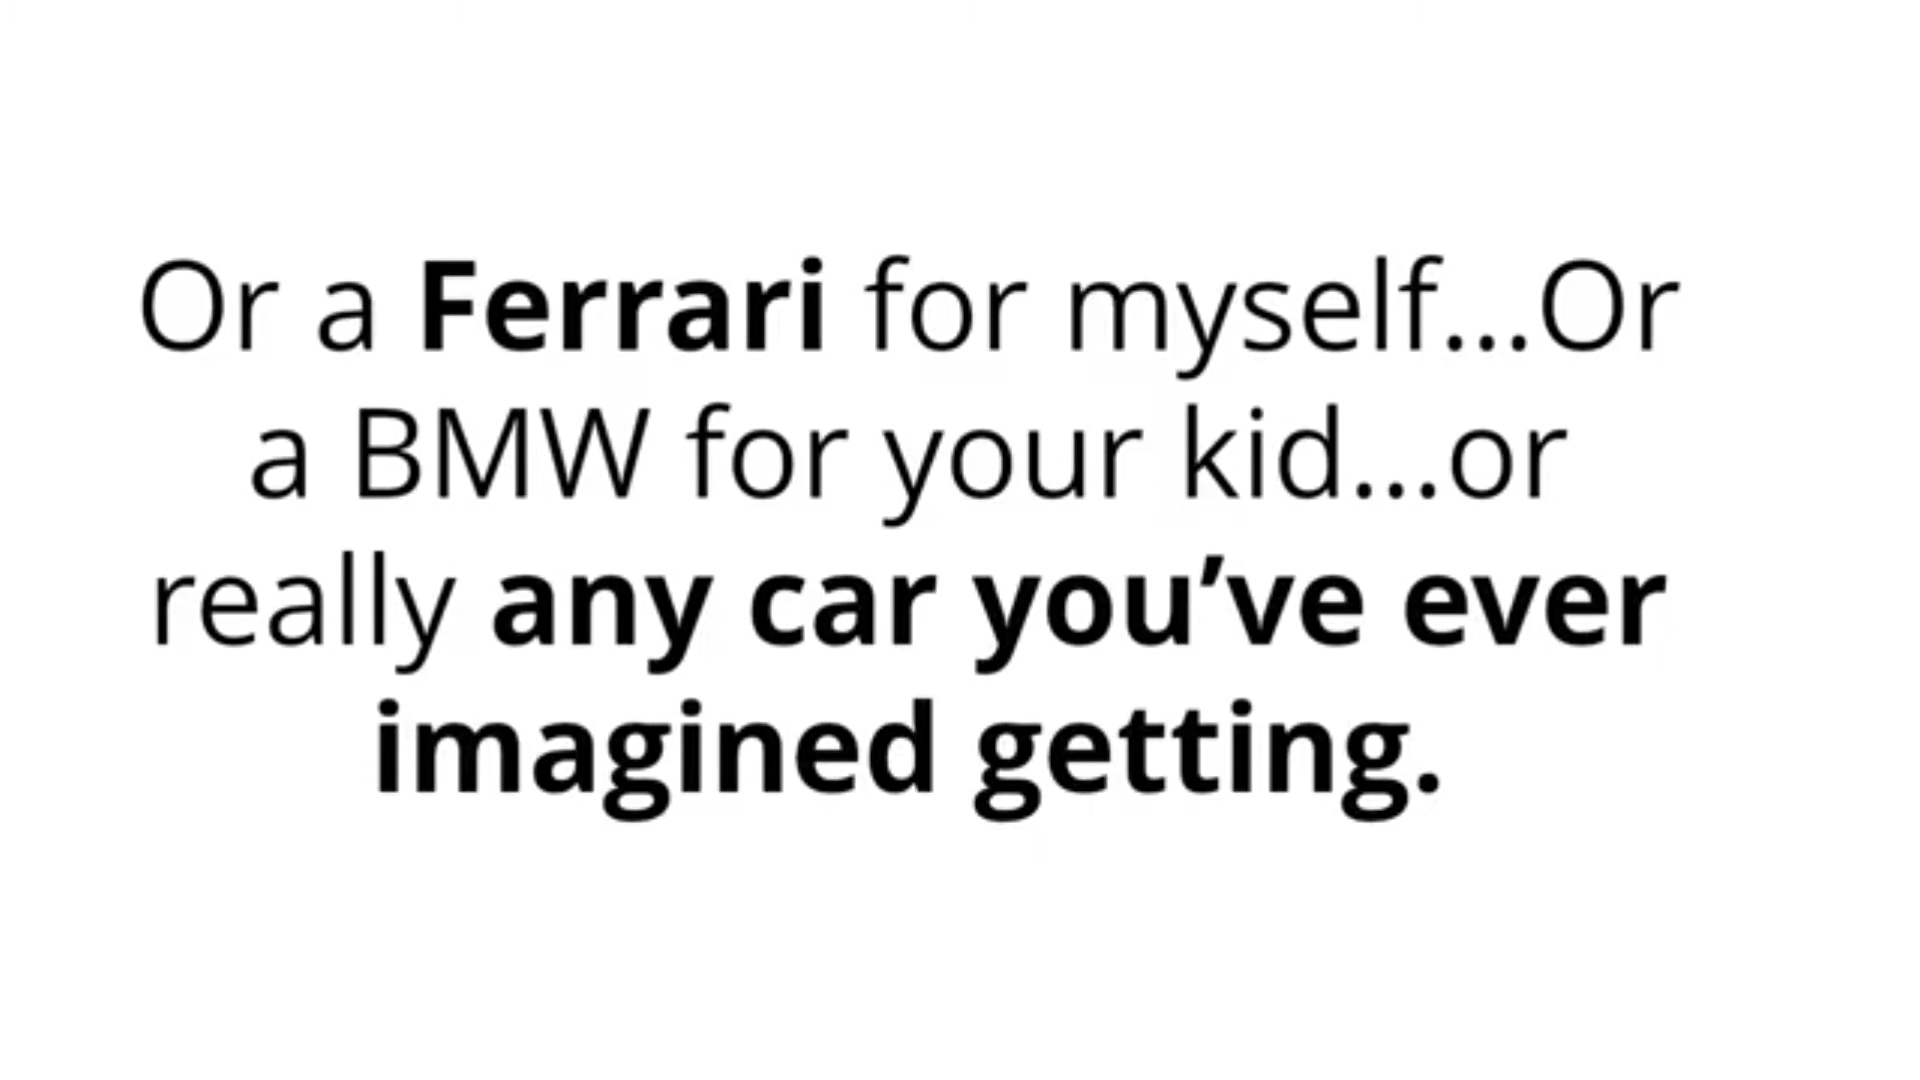 Or a Ferrari for myself...Or
a BMW for your kid...or
really any car you’ve ever
imagined getting.